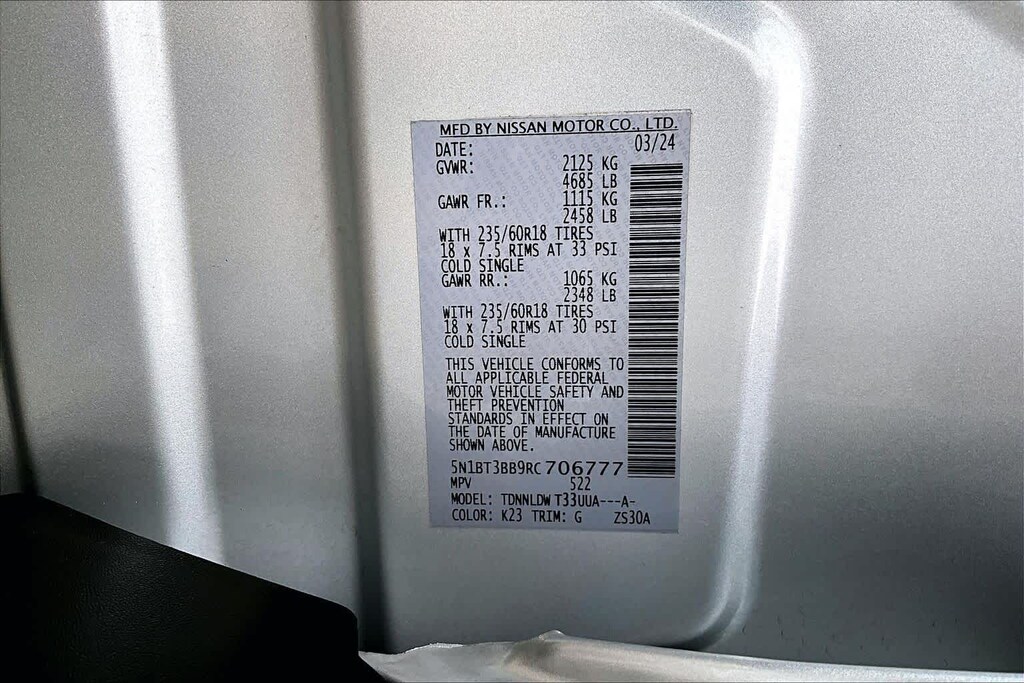 MFD BY NISSAN MOTOR CO., LTD.
DATE: 03/24
GVWR: 2125 KG
4685 LB
GAWR FR.: 1115 KG
2458 LB
WITH 235/60R18 TIRES
18 x 7.5 RIMS AT 33 PSI
COLD SINGLE
GAWR RR.: 1065 KG
2348 LB
WITH 235/60R18 TIRES
18 x 7.5 RIMS AT 30 PSI
COLD SINGLE
THIS VEHICLE CONFORMS TO
ALL APPLICABLE FEDERAL
MOTOR VEHICLE SAFETY AND
THEFT PREVENTION
STANDARDS IN EFFECT ON
THE DATE OF MANUFACTURE
SHOWN ABOVE.
5N1BT3BB9RC706777
MPV 522
MODEL: TDNNLDW T33UUA---A-
COLOR: K23 TRIM: G ZS30A